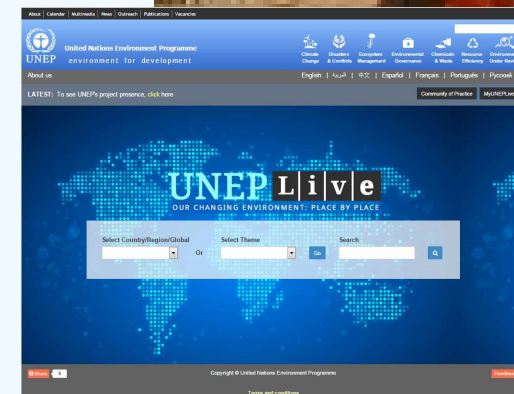 About | Calendar | Multimedia | News | Outreach | Publications | Vacancies
UNEP
United Nations Environment Programme
environment for development
Climate Change
Disasters & Conflicts
Ecosystem Management
Environmental Governance
Chemicals & Waste
Resource Efficiency
Environment Under Review
About us
English | العربية | 中文 | Español | Français | Português | Русский
LATEST: To see UNEP's project presence, click here
Community of Practice
MyUNEPLive
UNEP Live
OUR CHANGING ENVIRONMENT: PLACE BY PLACE
Select Country/Region/Global
Or
Select Theme
Go
Search
Share
Copyright © United Nations Environment Programme
Feedback
Terms and conditions